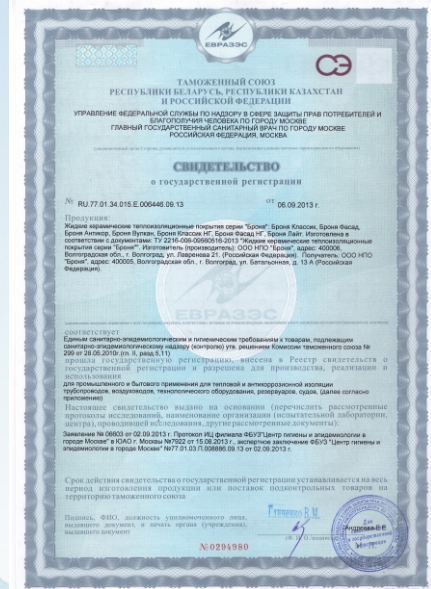 ЕВРАЗЭС
СЭ
ТАМОЖЕННЫЙ СОЮЗ
РЕСПУБЛИКИ БЕЛАРУСЬ, РЕСПУБЛИКИ КАЗАХСТАН
И РОССИЙСКОЙ ФЕДЕРАЦИИ
УПРАВЛЕНИЕ ФЕДЕРАЛЬНОЙ СЛУЖБЫ ПО НАДЗОРУ В СФЕРЕ ЗАЩИТЫ ПРАВ ПОТРЕБИТЕЛЕЙ И
БЛАГОПОЛУЧИЯ ЧЕЛОВЕКА ПО ГОРОДУ МОСКВЕ
ГЛАВНЫЙ ГОСУДАРСТВЕННЫЙ САНИТАРНЫЙ ВРАЧ ПО ГОРОДУ МОСКВЕ
РОССИЙСКАЯ ФЕДЕРАЦИЯ, МОСКВА
СВИДЕТЕЛЬСТВО
о государственной регистрации
№ RU.77.01.34.015.E.006446.09.13 от 06.09.2013 г.
Продукция:
Жидкие керамические теплоизоляционные покрытия серии "Броня": Броня Классик, Броня Фасад,
Броня Антикор, Броня Вулкан, Броня Классик НГ, Броня Фасад НГ, Броня Лайт. Изготовлена в
соответствии с документами: ТУ 2216-009-09560516-2013 "Жидкие керамические теплоизоляционные
покрытия серии "Броня"". Изготовитель (производитель): ООО НПО "Броня", адрес: 400006,
Волгоградская обл., г. Волгоград, ул. Лавренева 21. (Российская Федерация). Получатель: ООО НПО
"Броня", адрес: 400005, Волгоградская обл., г. Волгоград, ул. Батальонная, д. 13 А (Российская
Федерация).
ЕВРАЗЭС
Единым санитарно-эпидемиологическим и гигиеническим требованиям к товарам, подлежащим
санитарно-эпидемиологическому надзору (контролю) утв. решением Комиссии таможенного союза №
299 от 28.05.2010г. (гл. II, разд.5,11)
прошла государственную регистрацию, внесена в Реестр свидетельств о
государственной регистрации и разрешена для производства, реализации и
использования
для промышленного и бытового применения для тепловой и антикоррозионной изоляции
трубопроводов, воздуховодов, технологического оборудования, резервуаров, судов, (далее согласно
приложению)
Настоящее свидетельство выдано на основании (перечислить рассмотренные
протоколы исследований, наименование организации (испытательной лаборатории,
центра), проводившей исследования, другие рассмотренные документы):
Заявление № 06503 от 02.09.2013 г. Протокол ИЦ филиала ФБУЗ"Центр гигиены и эпидемиологии в
городе Москве" в ЮАО г. Москвы №7922 от 15.08.2013 г., экспертное заключение ФБУЗ "Центр гигиены и
эпидемиологии в городе Москве" №77.01.03.П.008686.09.13 от 02.09.2013 г.
Срок действия свидетельства о государственной регистрации устанавливается на весь
период изготовления продукции или поставок подконтрольных товаров на
территорию таможенного союза
Подпись, ФИО, должность уполномоченного лица,
выдавшего документ, и печать органа (учреждения),
выдавшего документ
№0294980